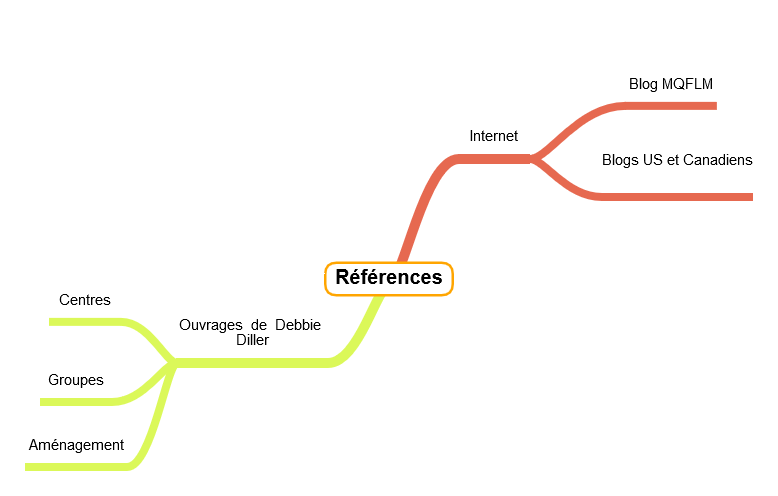 Blog MQFLM
Internet
Blogs US et Canadiens
Références
Centres
Ouvrages de Debbie
Diller
Groupes
Aménagement